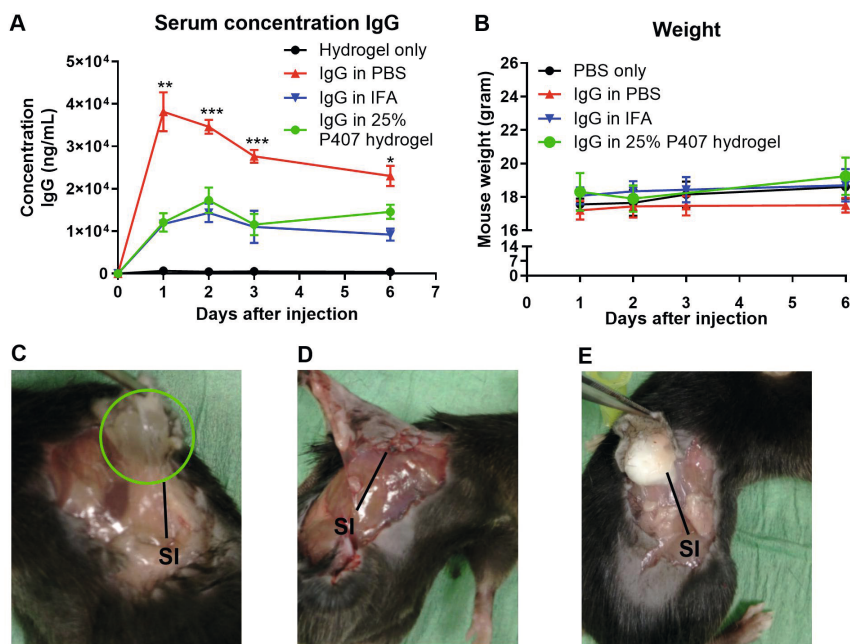 A
Serum concentration IgG
Hydrogel only
IgG in PBS
IgG in IFA
IgG in 25%
P407 hydrogel
Concentration
IgG (ng/mL)
5×10⁴
4×10⁴
3×10⁴
2×10⁴
1×10⁴
0
**
***
***
*
0 1 2 3 4 5 6 7
Days after injection
B
Weight
PBS only
IgG in PBS
IgG in IFA
IgG in 25% P407 hydrogel
Mouse weight (gram)
26
24
22
20
18
16
14
7
0
0 1 2 3 4 5 6
Days after injection
C
SI
D
SI
E
SI